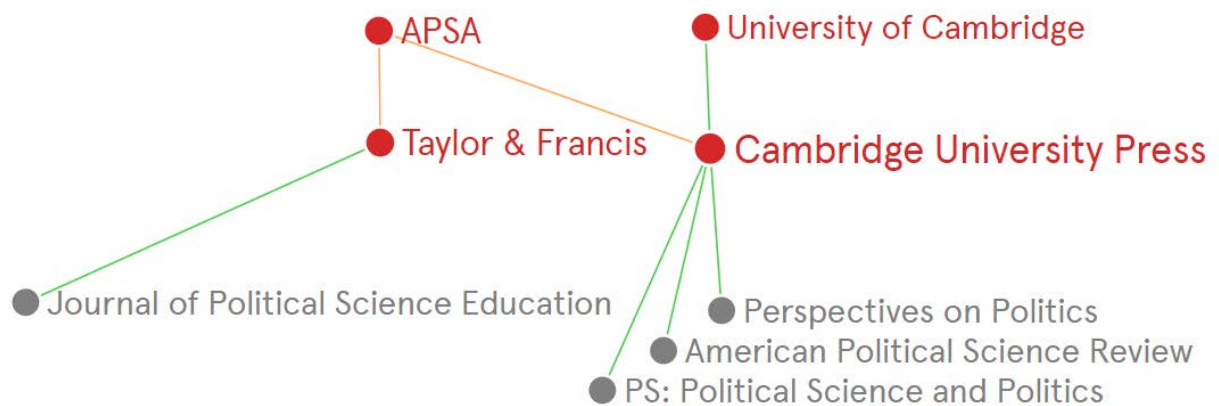 APSA
University of Cambridge
Taylor & Francis
Cambridge University Press
Journal of Political Science Education
Perspectives on Politics
American Political Science Review
PS: Political Science and Politics